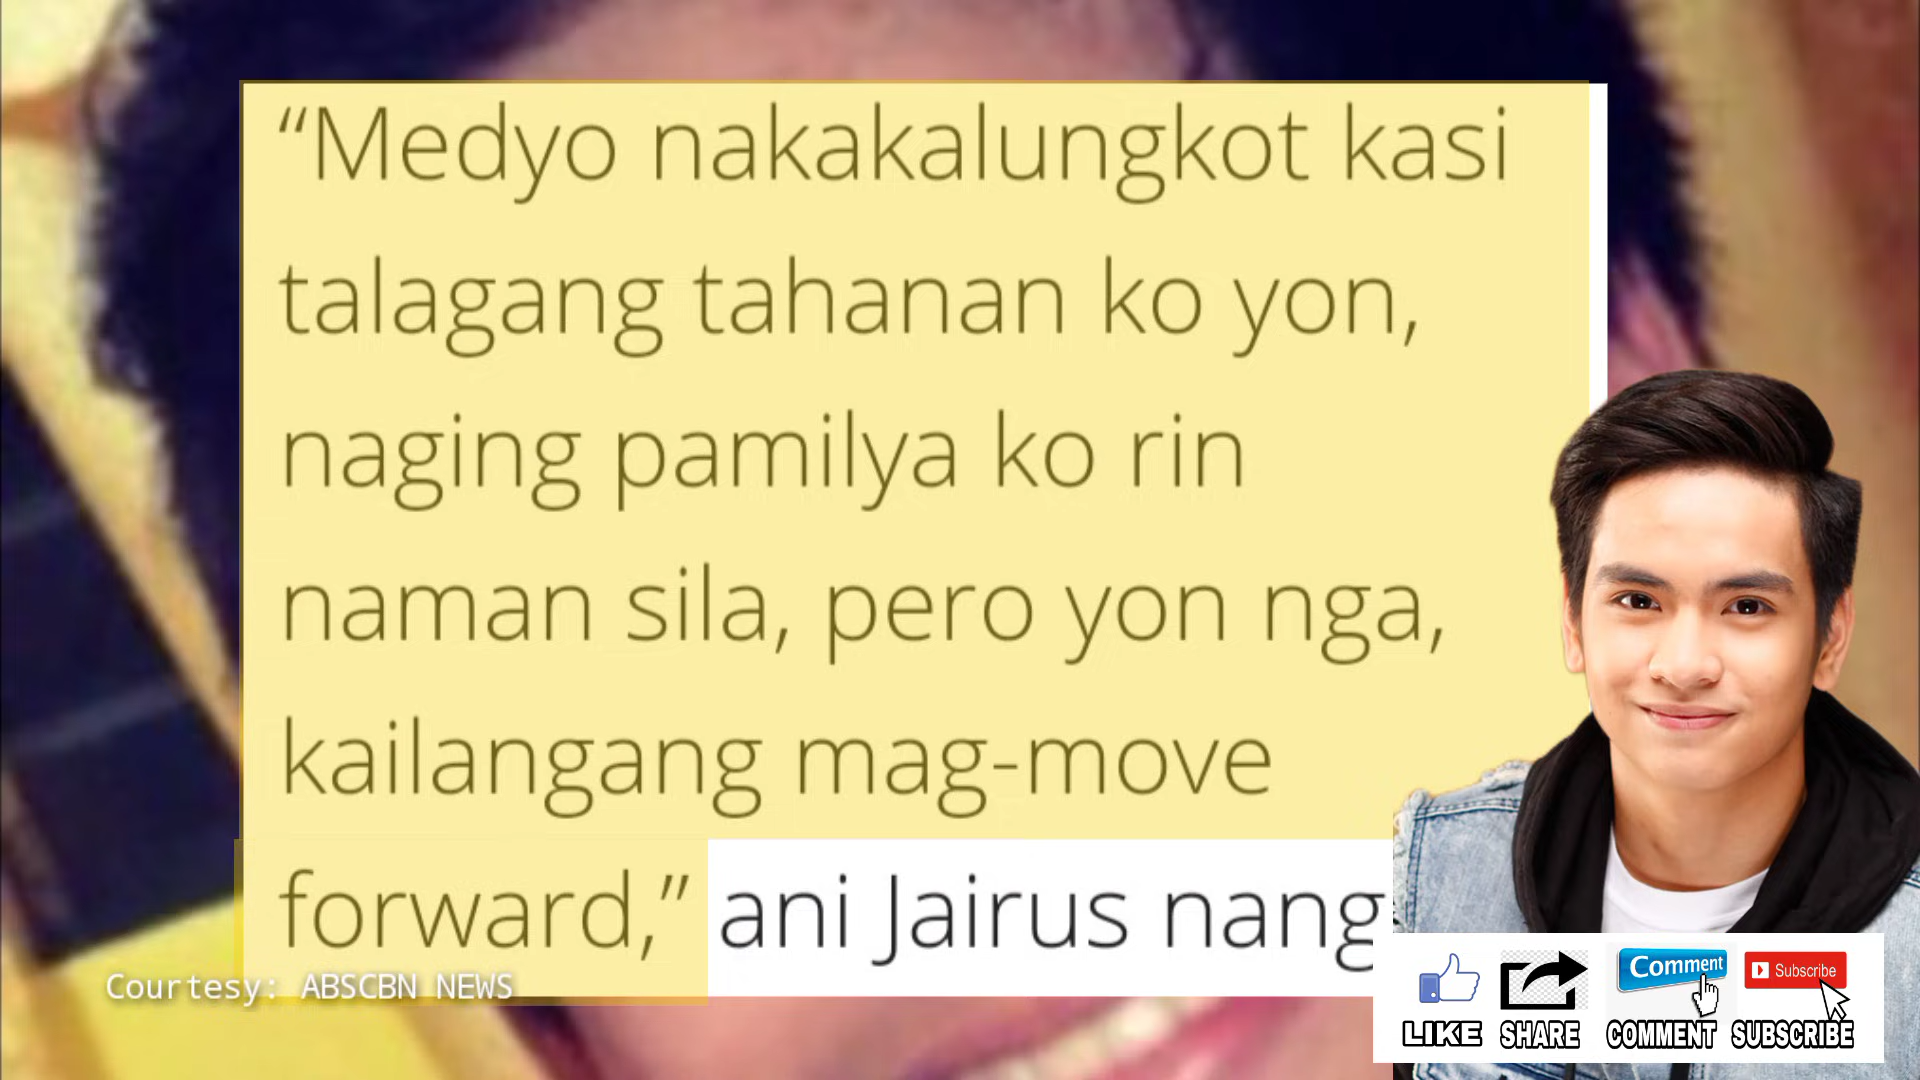 “Medyo nakakalungkot kasi
talagang tahanan ko yon,
naging pamilya ko rin
naman sila, pero yon nga,
kailangang mag-move
forward,” ani Jairus nang
Courtesy: ABSCBN NEWS
Comment
Subscribe
LIKE SHARE COMMENT SUBSCRIBE